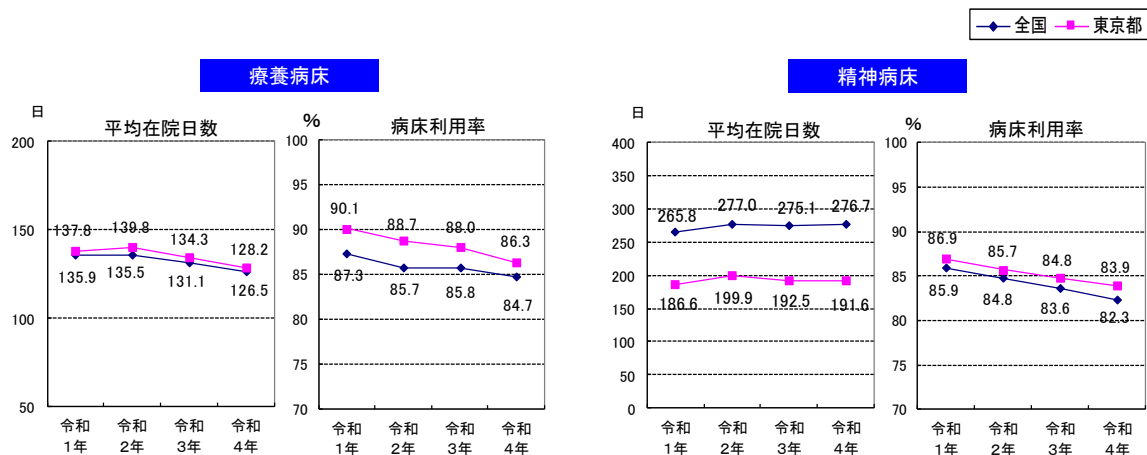 全国 東京都
療養病床
日
平均在院日数
200
150
100
50
137.8 139.8 134.3 128.2
135.9 135.5 131.1 126.5
令和 令和 令和 令和
1年 2年 3年 4年
%
病床利用率
100
95
90
85
80
75
70
90.1 88.7 88.0 86.3
87.3 85.7 85.8 84.7
令和 令和 令和 令和
1年 2年 3年 4年
精神病床
日
平均在院日数
400
350
300
250
200
150
100
50
0
265.8 277.0 275.1 276.7
186.6 199.9 192.5 191.6
令和 令和 令和 令和
1年 2年 3年 4年
%
病床利用率
100
95
90
85
80
75
70
86.9 85.7 84.8 83.9
85.9 84.8 83.6 82.3
令和 令和 令和 令和
1年 2年 3年 4年